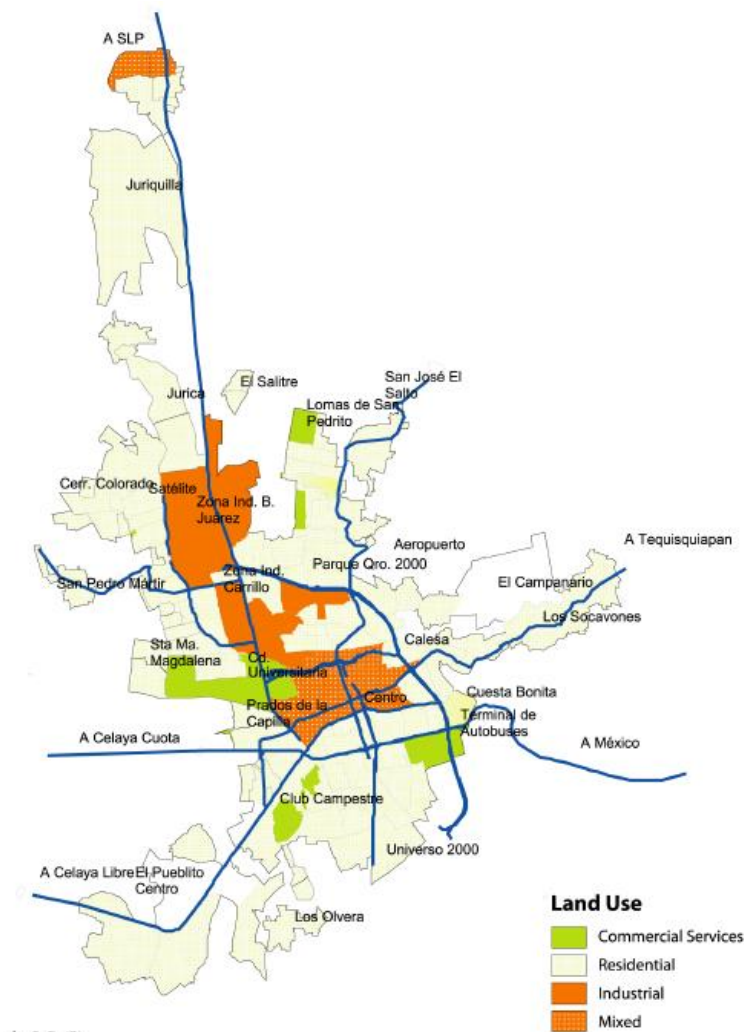 A SLP
Juriquilla
El Salitre
San José El
Salto
Jurica
Lomas de San
Pedrito
Cerr. Colorado
Satélite
Zona Ind. B.
Juárez
Aeropuerto
A Tequisquiapan
Parque Qro. 2000
San Pedro Mártir
Zona Ind.
Carrillo
El Campanario
Los Socavones
Sta Ma.
Magdalena
Calesa
Cd.
Universitaria
Cuesta Bonita
Centro
Prados de la
Capilla
Terminal de
Autobuses
A Celaya Cuota
A México
Club Campestre
Universo 2000
A Celaya Libre
El Pueblito
Centro
Los Olvera
Land Use
Commercial Services
Residential
Industrial
Mixed